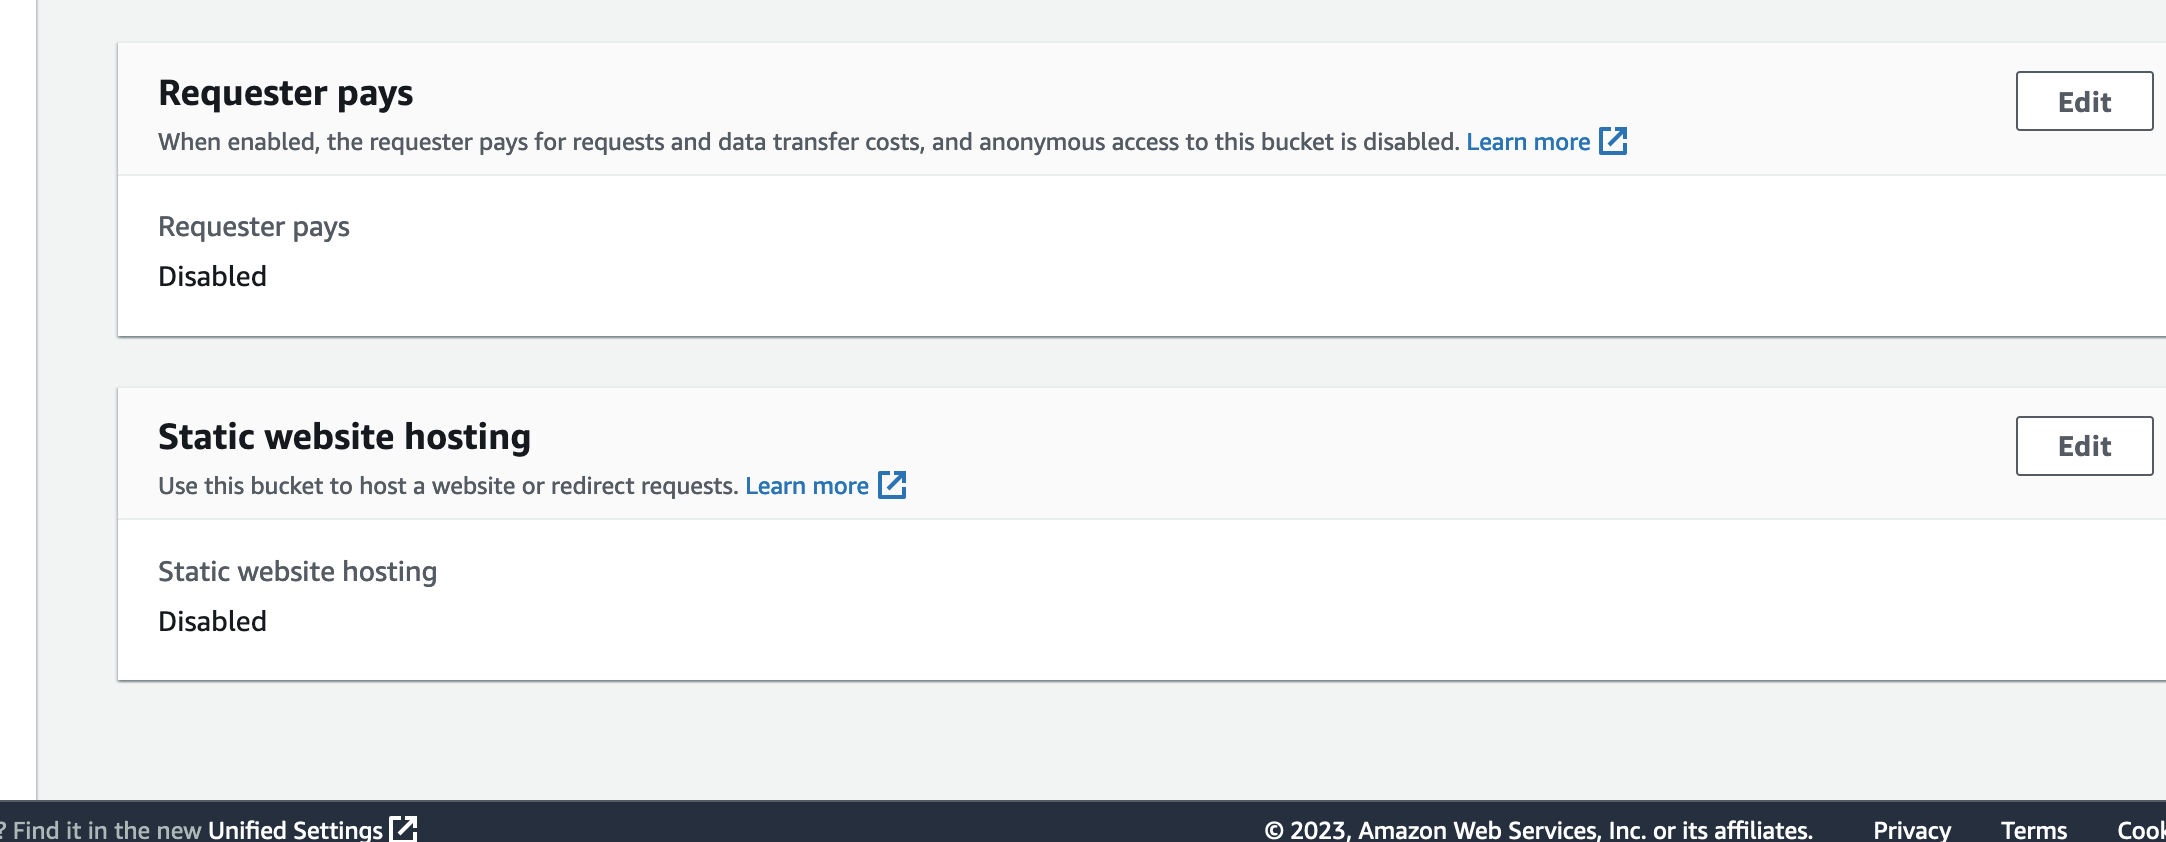 Requester pays
Edit
When enabled, the requester pays for requests and data transfer costs, and anonymous access to this bucket is disabled. Learn more
Requester pays
Disabled
Static website hosting
Edit
Use this bucket to host a website or redirect requests. Learn more
Static website hosting
Disabled
? Find it in the new Unified Settings
© 2023, Amazon Web Services, Inc. or its affiliates. Privacy Terms